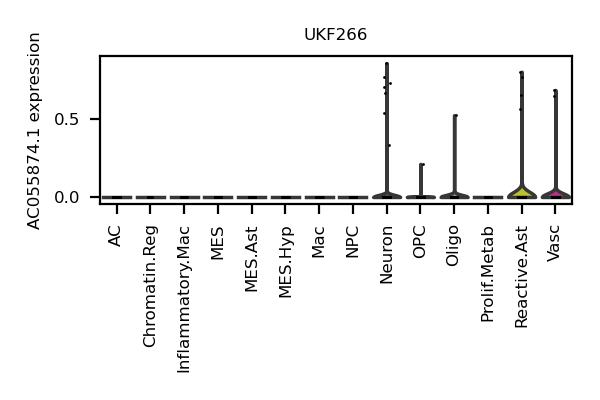 UKF266
AC055874.1 expression
0.5
0.0
AC
Chromatin.Reg
Inflammatory.Mac
MES
MES.Ast
MES.Hyp
Mac
NPC
Neuron
OPC
Oligo
Prolif.Metab
Reactive.Ast
Vasc